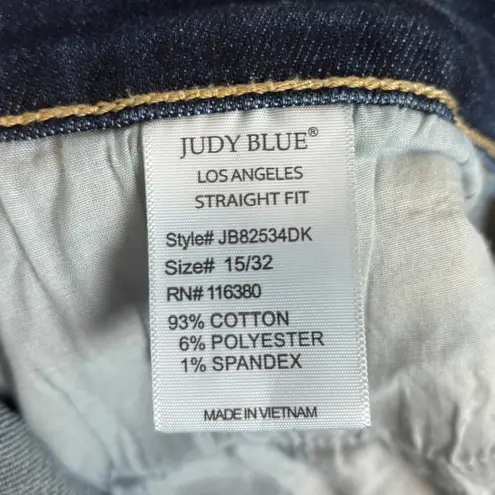 JUDY BLUE®
LOS ANGELES
STRAIGHT FIT
Style# JB82534DK
Size# 15/32
RN# 116380
93% COTTON
6% POLYESTER
1% SPANDEX
MADE IN VIETNAM